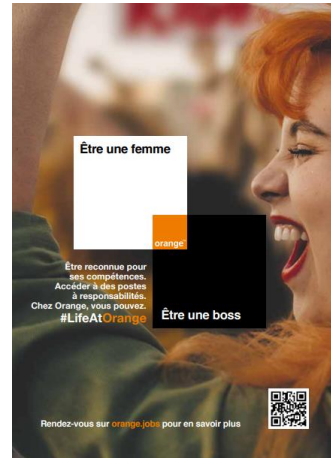 Être une femme
orange
Être reconnue pour
ses compétences.
Accéder à des postes
à responsabilités.
Chez Orange, vous pouvez.
#LifeAtOrange
Être une boss
Rendez-vous sur orange.jobs pour en savoir plus